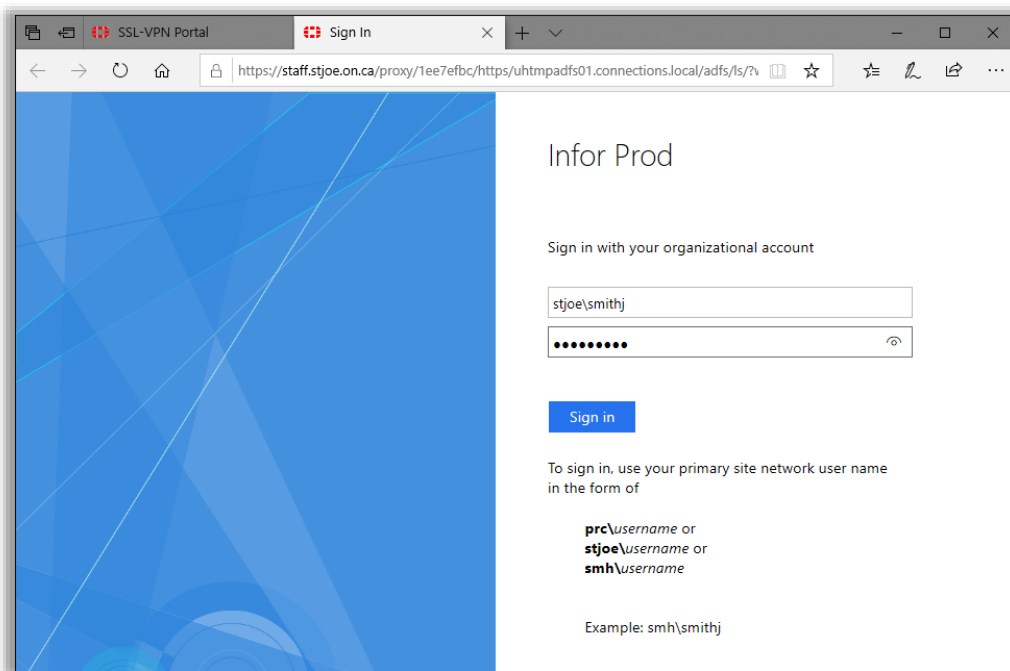 SSL-VPN Portal
Sign In
https://staff.stjoe.on.ca/proxy/1ee7efbc/https/uhtmpadfs01.connections.local/adfs/ls/?
Infor Prod
Sign in with your organizational account
stjoe\smithj
•••••••••
Sign in
To sign in, use your primary site network user name
in the form of
prc\username or
stjoe\username or
smh\username
Example: smh\smithj